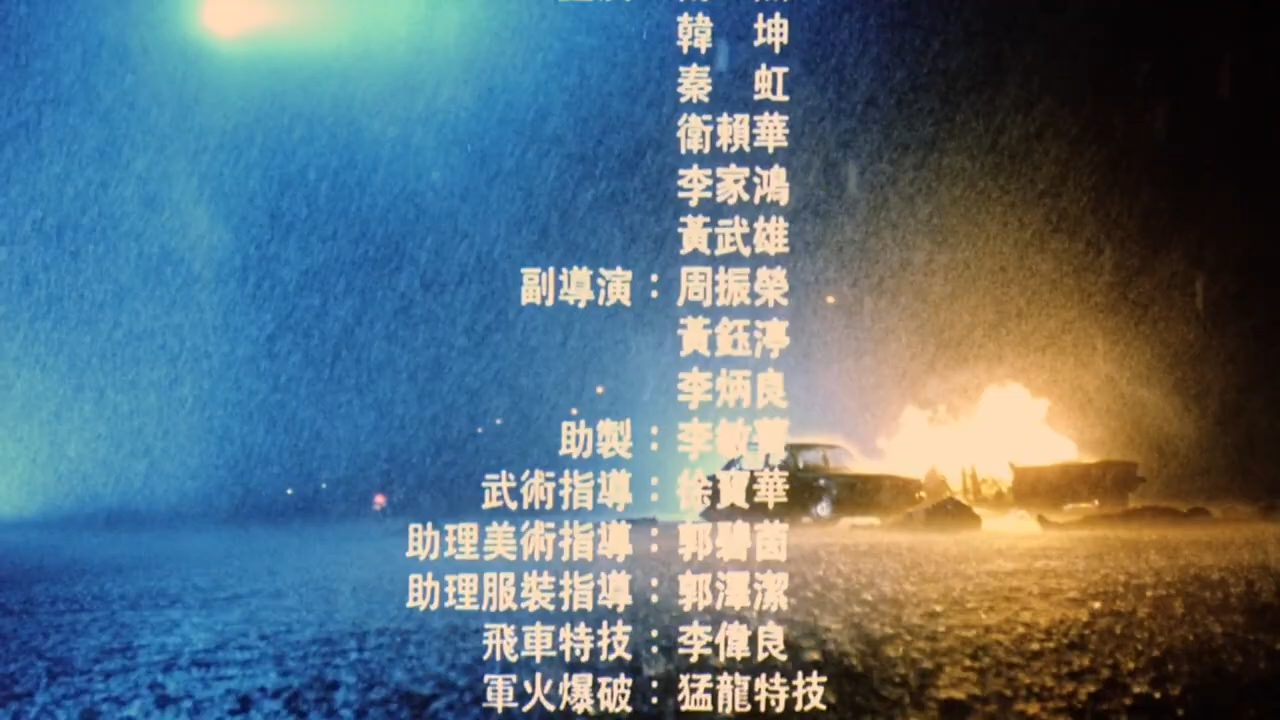 韓 坤
秦 虹
衛賴華
李家鴻
黃武雄
副導演：周振榮
黃鈺渟
李炳良
助製：李敏
武術指導：徐寶華
助理美術指導：郭碧茵
助理服裝指導：郭澤潔
飛車特技：李偉良
軍火爆破：猛龍特技